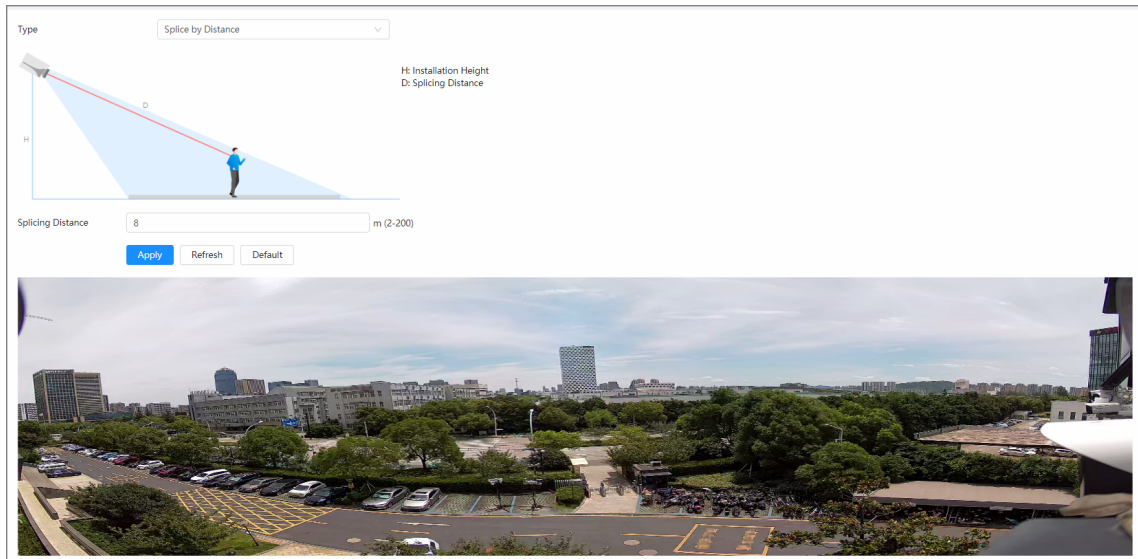 Type
Splice by Distance
H: Installation Height
D: Splicing Distance
D
H
Splicing Distance
8
m (2-200)
Apply
Refresh
Default